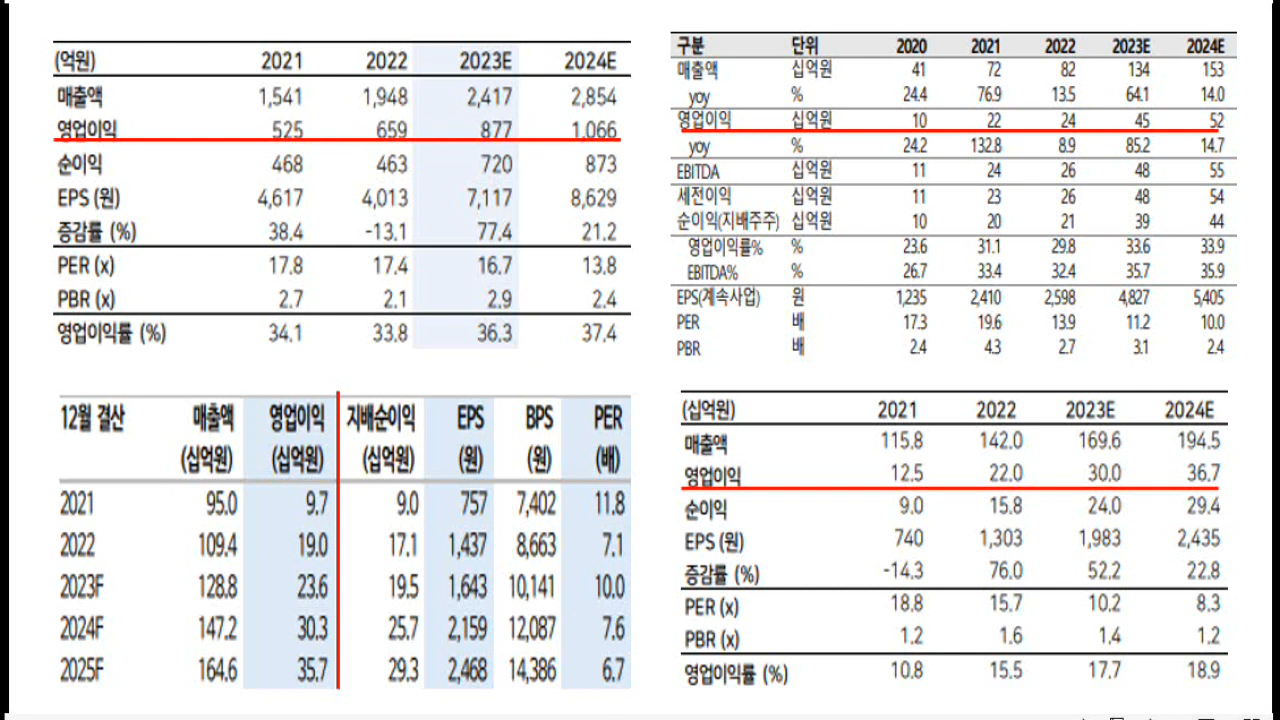 (억원) 2021 2022 2023E 2024E
매출액 1,541 1,948 2,417 2,854
영업이익 525 659 877 1,066
순이익 468 463 720 873
EPS (원) 4,617 4,013 7,117 8,629
증감률 (%) 38.4 -13.1 77.4 21.2
PER (x) 17.8 17.4 16.7 13.8
PBR (x) 2.7 2.1 2.9 2.4
영업이익률 (%) 34.1 33.8 36.3 37.4
구분 단위 2020 2021 2022 2023E 2024E
매출액 십억원 41 72 82 134 153
yoy % 24.4 76.9 13.5 64.1 14.0
영업이익 십억원 10 22 24 45 52
yoy % 24.2 132.8 8.9 85.2 14.7
EBITDA 십억원 11 24 26 48 55
세전이익 십억원 11 23 26 48 54
순이익(지배주주) 십억원 10 20 21 39 44
영업이익률% % 23.6 31.1 29.8 33.6 33.9
EBITDA% % 26.7 33.4 32.4 35.7 35.9
EPS(계속사업) 원 1,235 2,410 2,598 4,827 5,405
PER 배 17.3 19.6 13.9 11.2 10.0
PBR 배 2.4 4.3 2.7 3.1 2.4
12월 결산 매출액 영업이익 지배순이익 EPS BPS PER
(십억원) (십억원) (십억원) (원) (원) (배)
2021 95.0 9.7 9.0 757 7,402 11.8
2022 109.4 19.0 17.1 1,437 8,663 7.1
2023F 128.8 23.6 19.5 1,643 10,141 10.0
2024F 147.2 30.3 25.7 2,159 12,087 7.6
2025F 164.6 35.7 29.3 2,468 14,386 6.7
(십억원) 2021 2022 2023E 2024E
매출액 115.8 142.0 169.6 194.5
영업이익 12.5 22.0 30.0 36.7
순이익 9.0 15.8 24.0 29.4
EPS (원) 740 1,303 1,983 2,435
증감률 (%) -14.3 76.0 52.2 22.8
PER (x) 18.8 15.7 10.2 8.3
PBR (x) 1.2 1.6 1.4 1.2
영업이익률 (%) 10.8 15.5 17.7 18.9